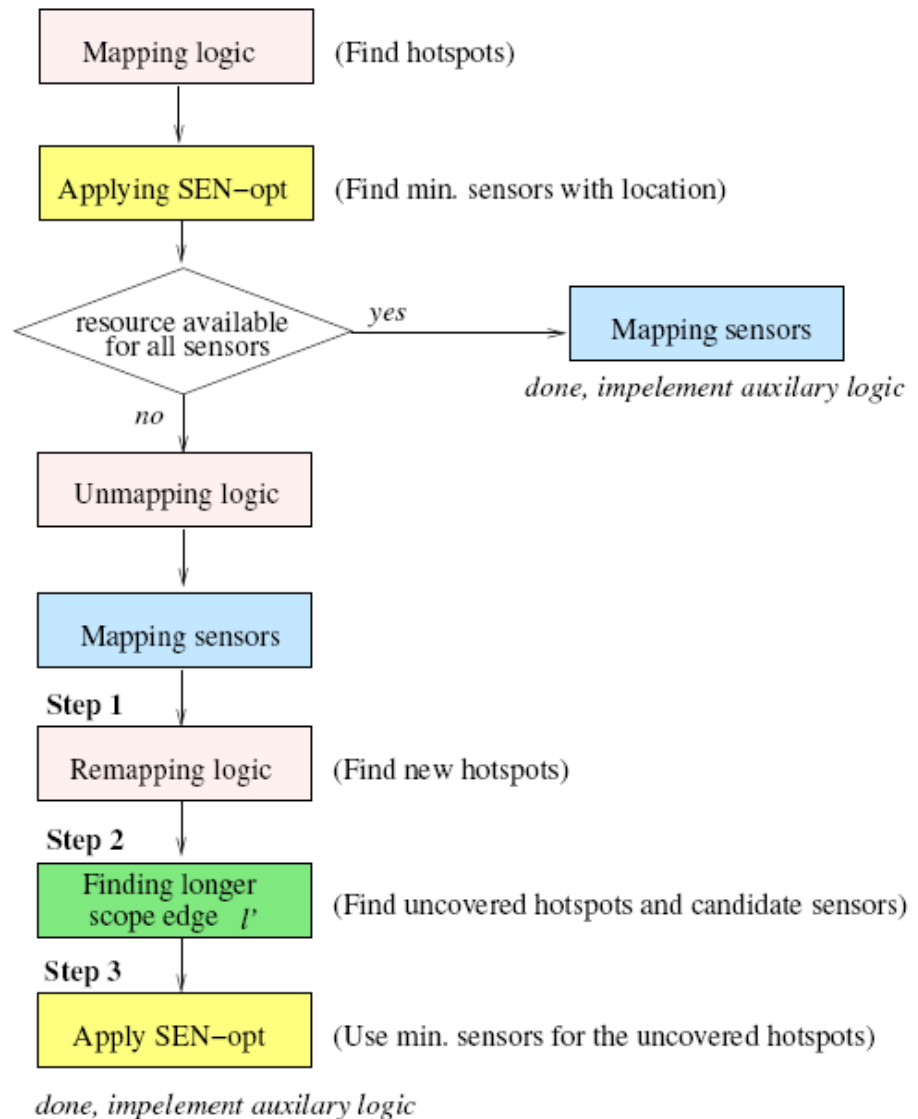 Mapping logic (Find hotspots)
Applying SEN-opt (Find min. sensors with location)
resource available
for all sensors
yes
Mapping sensors
done, impelement auxilary logic
no
Unmapping logic
Mapping sensors
Step 1
Remapping logic (Find new hotspots)
Step 2
Finding longer
scope edge l'
(Find uncovered hotspots and candidate sensors)
Step 3
Apply SEN-opt (Use min. sensors for the uncovered hotspots)
done, impelement auxilary logic